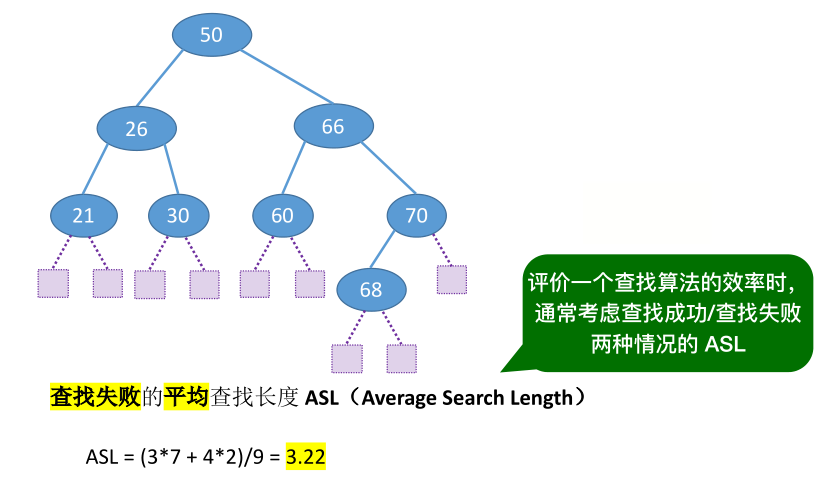 50
26
66
21
30
60
70
68
评价一个查找算法的效率时，
通常考虑查找成功/查找失败
两种情况的 ASL
查找失败的平均查找长度 ASL（Average Search Length）
ASL = (3*7 + 4*2)/9 = 3.22